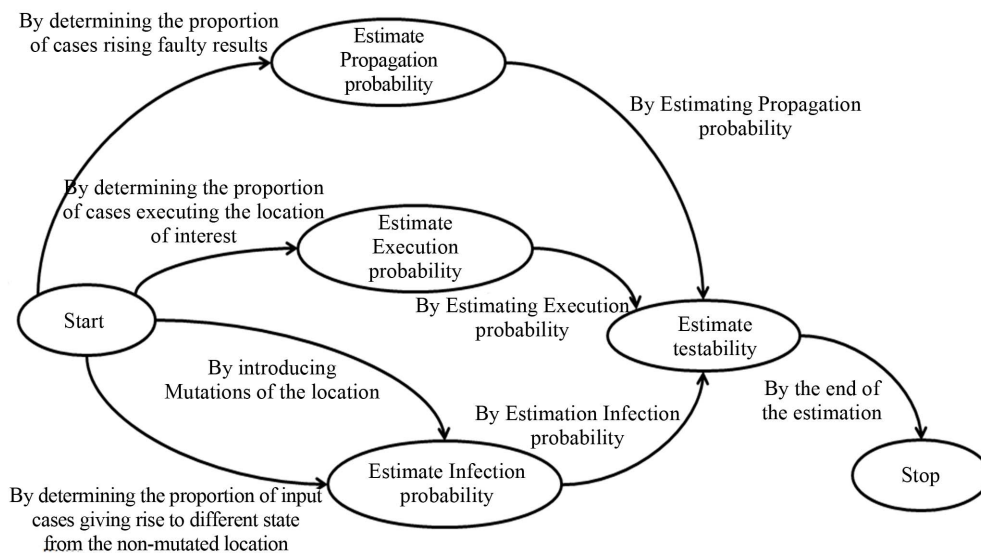 By determining the proportion
of cases rising faulty results
Estimate
Propagation
probability
By Estimating Propagation
probability
By determining the proportion
of cases executing the location
of interest
Estimate
Execution
probability
By Estimating Execution
probability
Start
Estimate
testability
By introducing
Mutations of the location
By the end of
the estimation
By Estimation Infection
probability
Estimate Infection
probability
Stop
By determining the proportion of input
cases giving rise to different state
from the non-mutated location